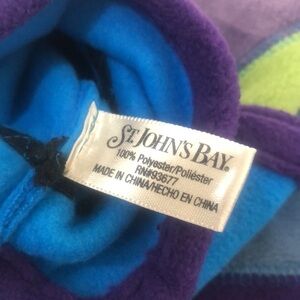 ST. JOHN'S BAY®
100% Polyester/Poliéster
RN#93677
MADE IN CHINA/HECHO EN CHINA